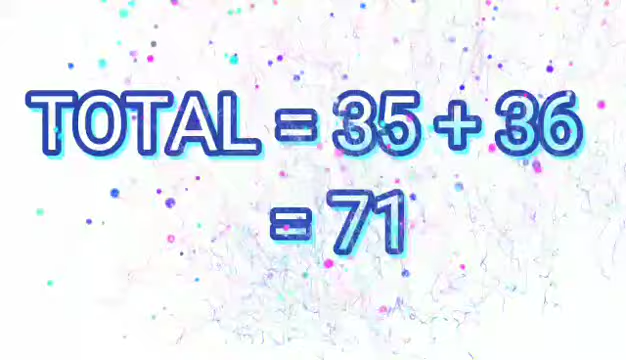 TOTAL = 35 + 36
= 71